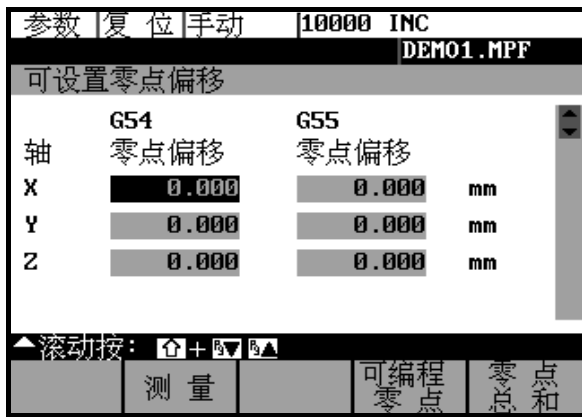 参数 复 位 手动 10000 INC
DEMO1.MPF
可设置零点偏移
G54 G55
轴 零点偏移 零点偏移
X 0.000 0.000 mm
Y 0.000 0.000 mm
Z 0.000 0.000 mm
滚动按: + 
测 量 可编程零 点 零 点总 和